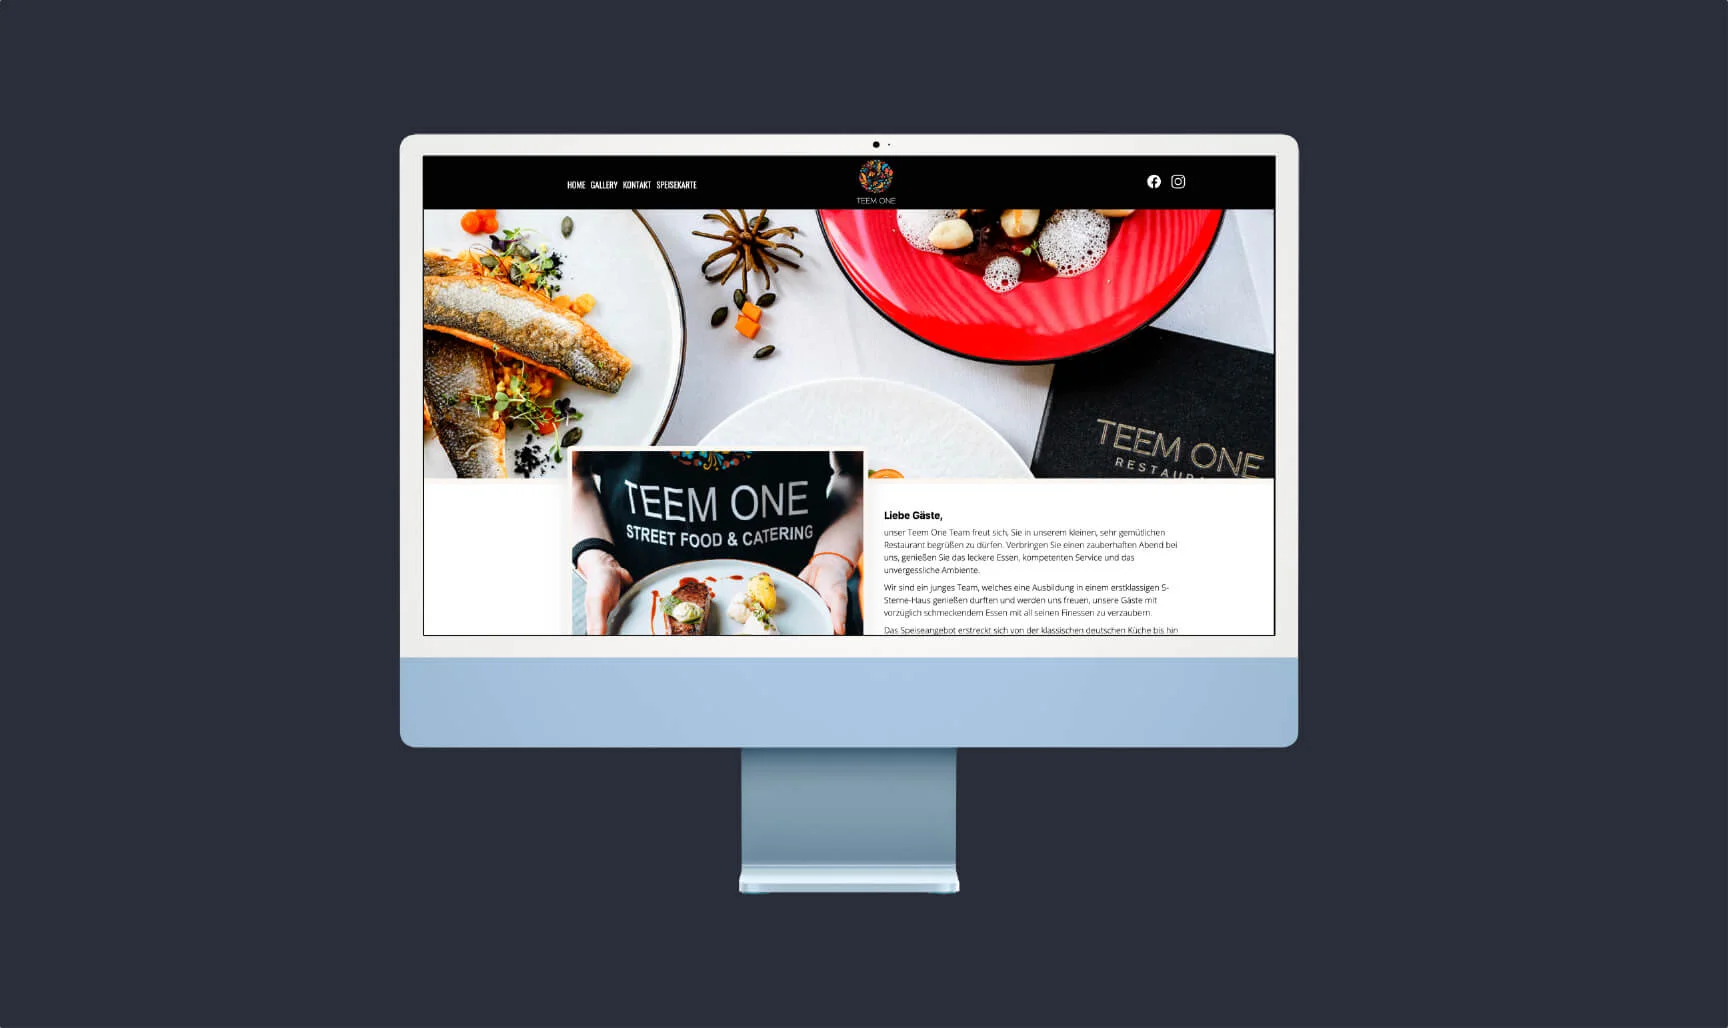 HOME GALLERY KONTAKT SPEISEKARTE
TEEM ONE
TEEM ONE
TEEM ONE
STREET FOOD & CATERING
Liebe Gäste,
unser Teem One Team freut sich, Sie in unserem kleinen, sehr gemütlichen
Restaurant begrüßen zu dürfen. Verbringen Sie einen zauberhaften Abend bei
uns, genießen Sie das leckere Essen, kompetenten Service und das
unvergessliche Ambiente.
Wir sind ein junges Team, welches eine Ausbildung in einem erstklassigen 5-
Sterne-Haus genießen durften und werden uns freuen, unsere Gäste mit
vorzüglich schmeckendem Essen mit all seinen Finessen zu verzaubern.
Das Speiseangebot erstreckt sich von der klassischen deutschen Küche bis hin